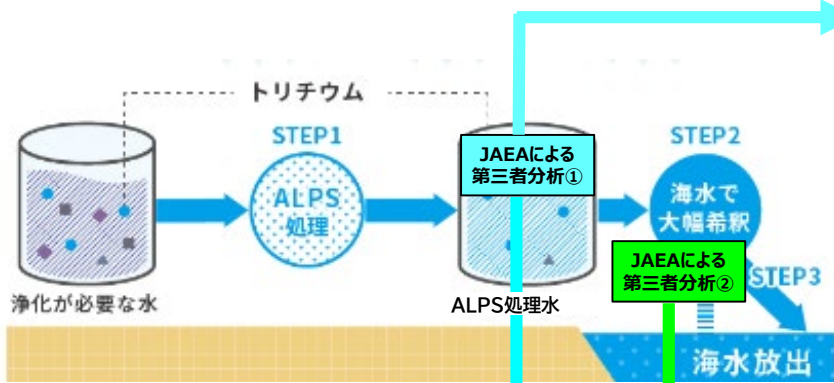 トリチウム
STEP1
ALPS
処理
JAEAによる
第三者分析①
STEP2
海水で
大幅希釈
JAEAによる
第三者分析②
STEP3
浄化が必要な水
ALPS処理水
海水放出